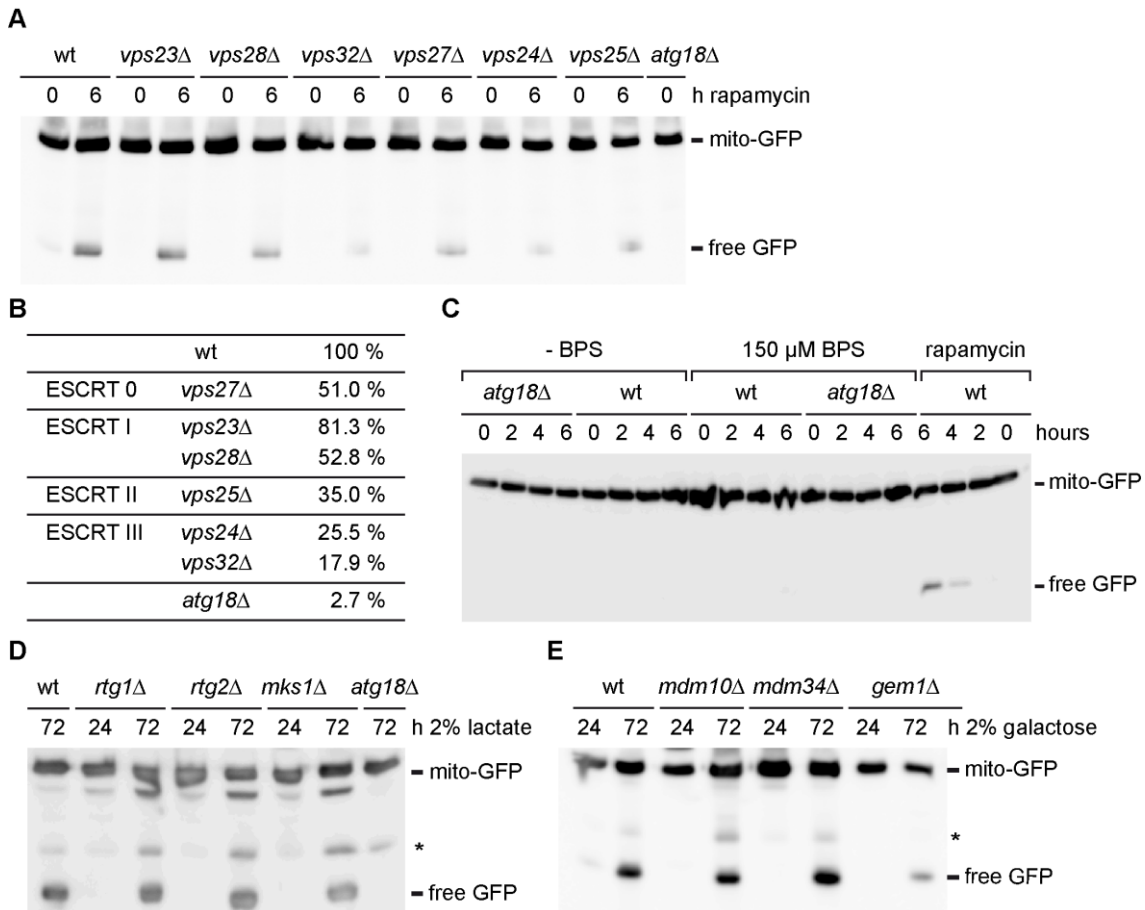 A
wt vps23Δ vps28Δ vps32Δ vps27Δ vps24Δ vps25Δ atg18Δ
0 6 0 6 0 6 0 6 0 6 0 6 0 6 0 h rapamycin
mito-GFP
free GFP
B
wt 100 %
ESCRT 0 vps27Δ 51.0 %
ESCRT I vps23Δ 81.3 %
vps28Δ 52.8 %
ESCRT II vps25Δ 35.0 %
ESCRT III vps24Δ 25.5 %
vps32Δ 17.9 %
atg18Δ 2.7 %
C
- BPS 150 µM BPS rapamycin
atg18Δ wt wt atg18Δ wt
0 2 4 6 0 2 4 6 0 2 4 6 0 2 4 6 6 4 2 0 hours
mito-GFP
free GFP
D
wt rtg1Δ rtg2Δ mks1Δ atg18Δ
72 24 72 24 72 24 72 72 h 2% lactate
mito-GFP
*
free GFP
E
wt mdm10Δ mdm34Δ gem1Δ
24 72 24 72 24 72 24 72 h 2% galactose
mito-GFP
*
free GFP